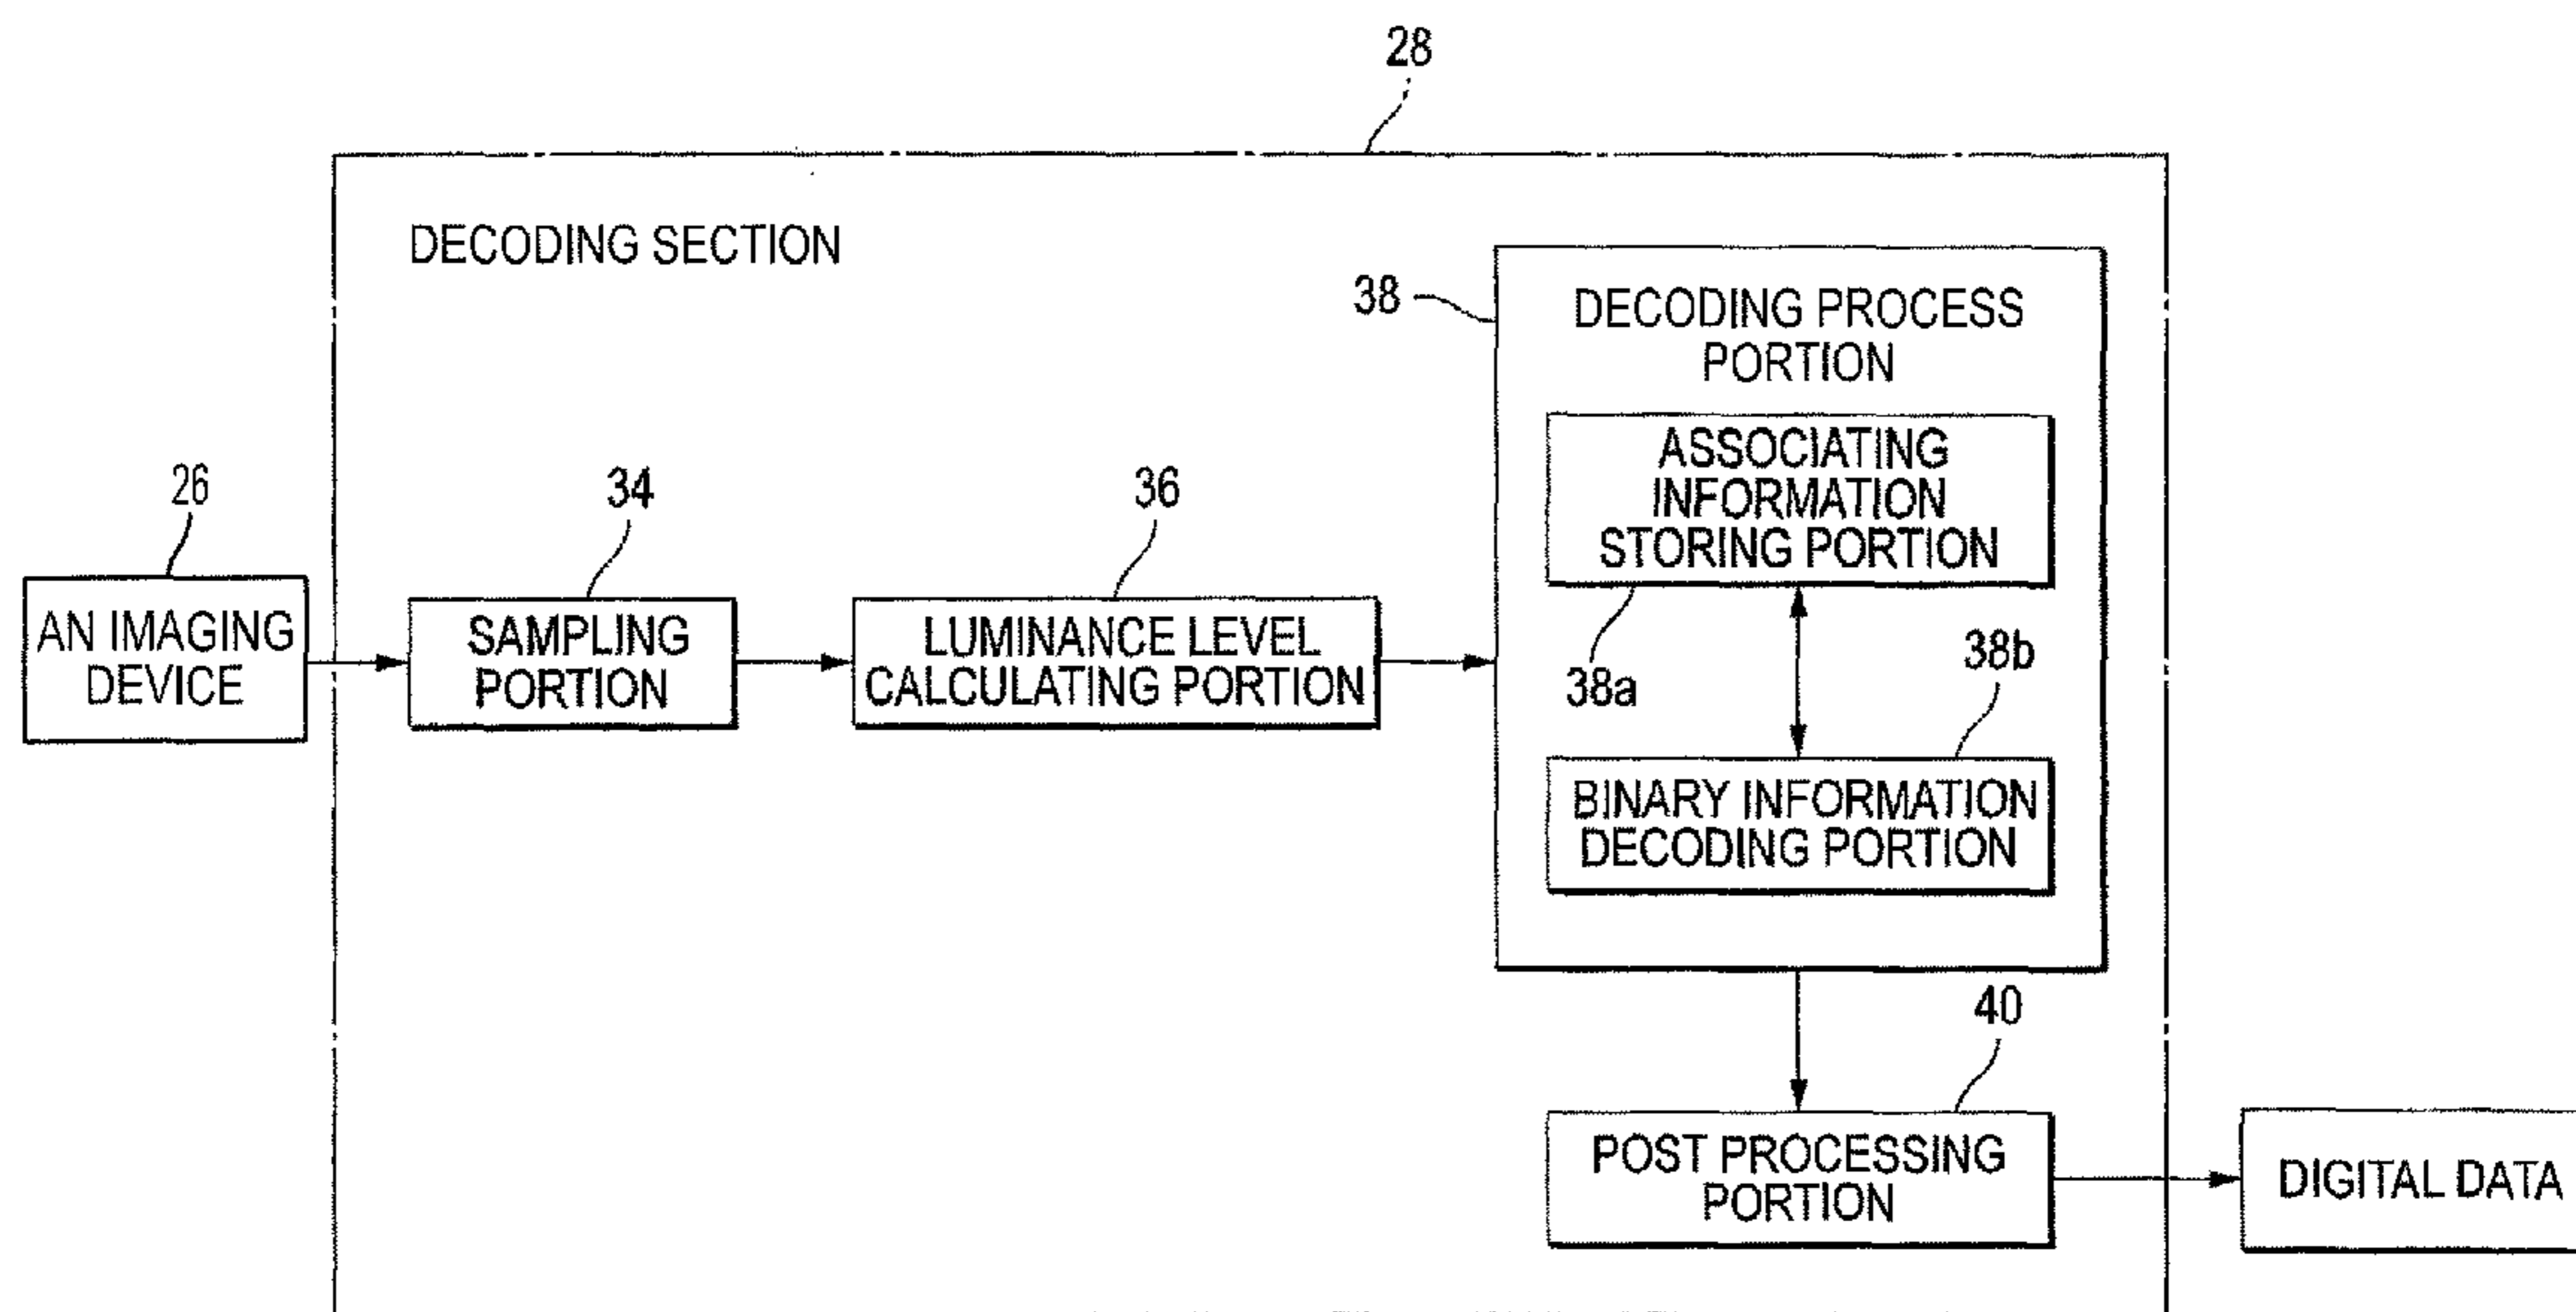 28
DECODING SECTION
38
DECODING PROCESS
PORTION
ASSOCIATING
INFORMATION
STORING PORTION
26
34
36
38a
38b
AN IMAGING
DEVICE
SAMPLING
PORTION
LUMINANCE LEVEL
CALCULATING PORTION
BINARY INFORMATION
DECODING PORTION
40
POST PROCESSING
PORTION
DIGITAL DATA